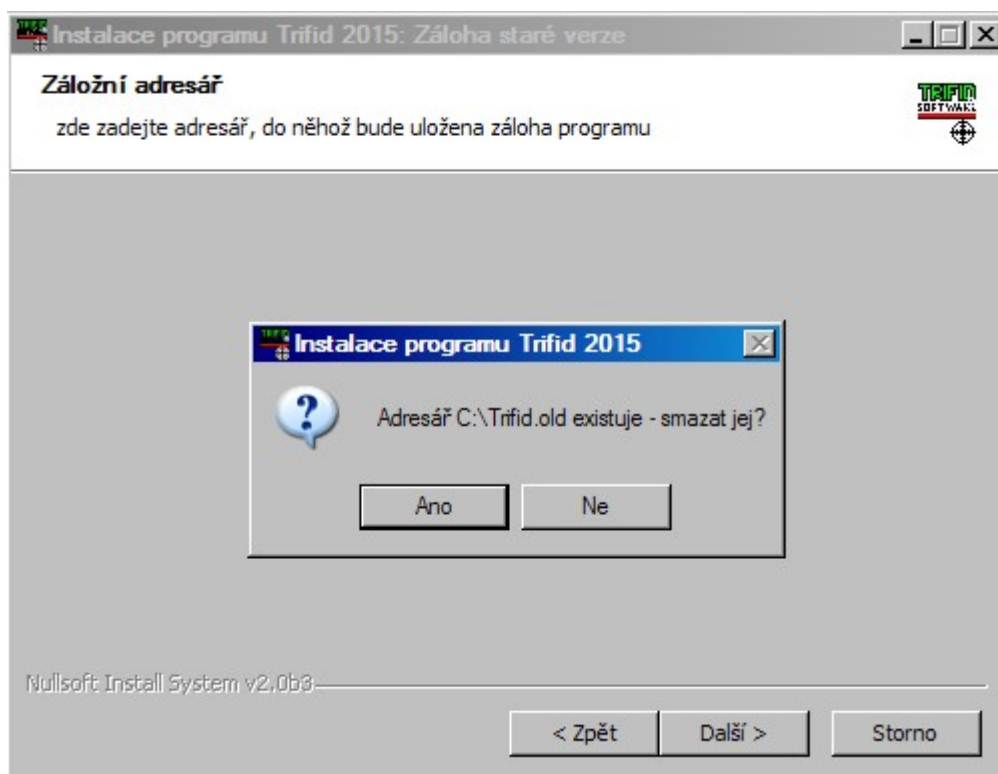 Instalace programu Trifid 2015: Záloha staré verze
Záložní adresář
zde zadejte adresář, do něhož bude uložena záloha programu
TRIFID
SOFTWARE
Instalace programu Trifid 2015
Adresář C:\Trifid.old existuje - smazat jej?
Ano
Ne
Nullsoft Install System v2.0b3
< Zpět
Další >
Storno